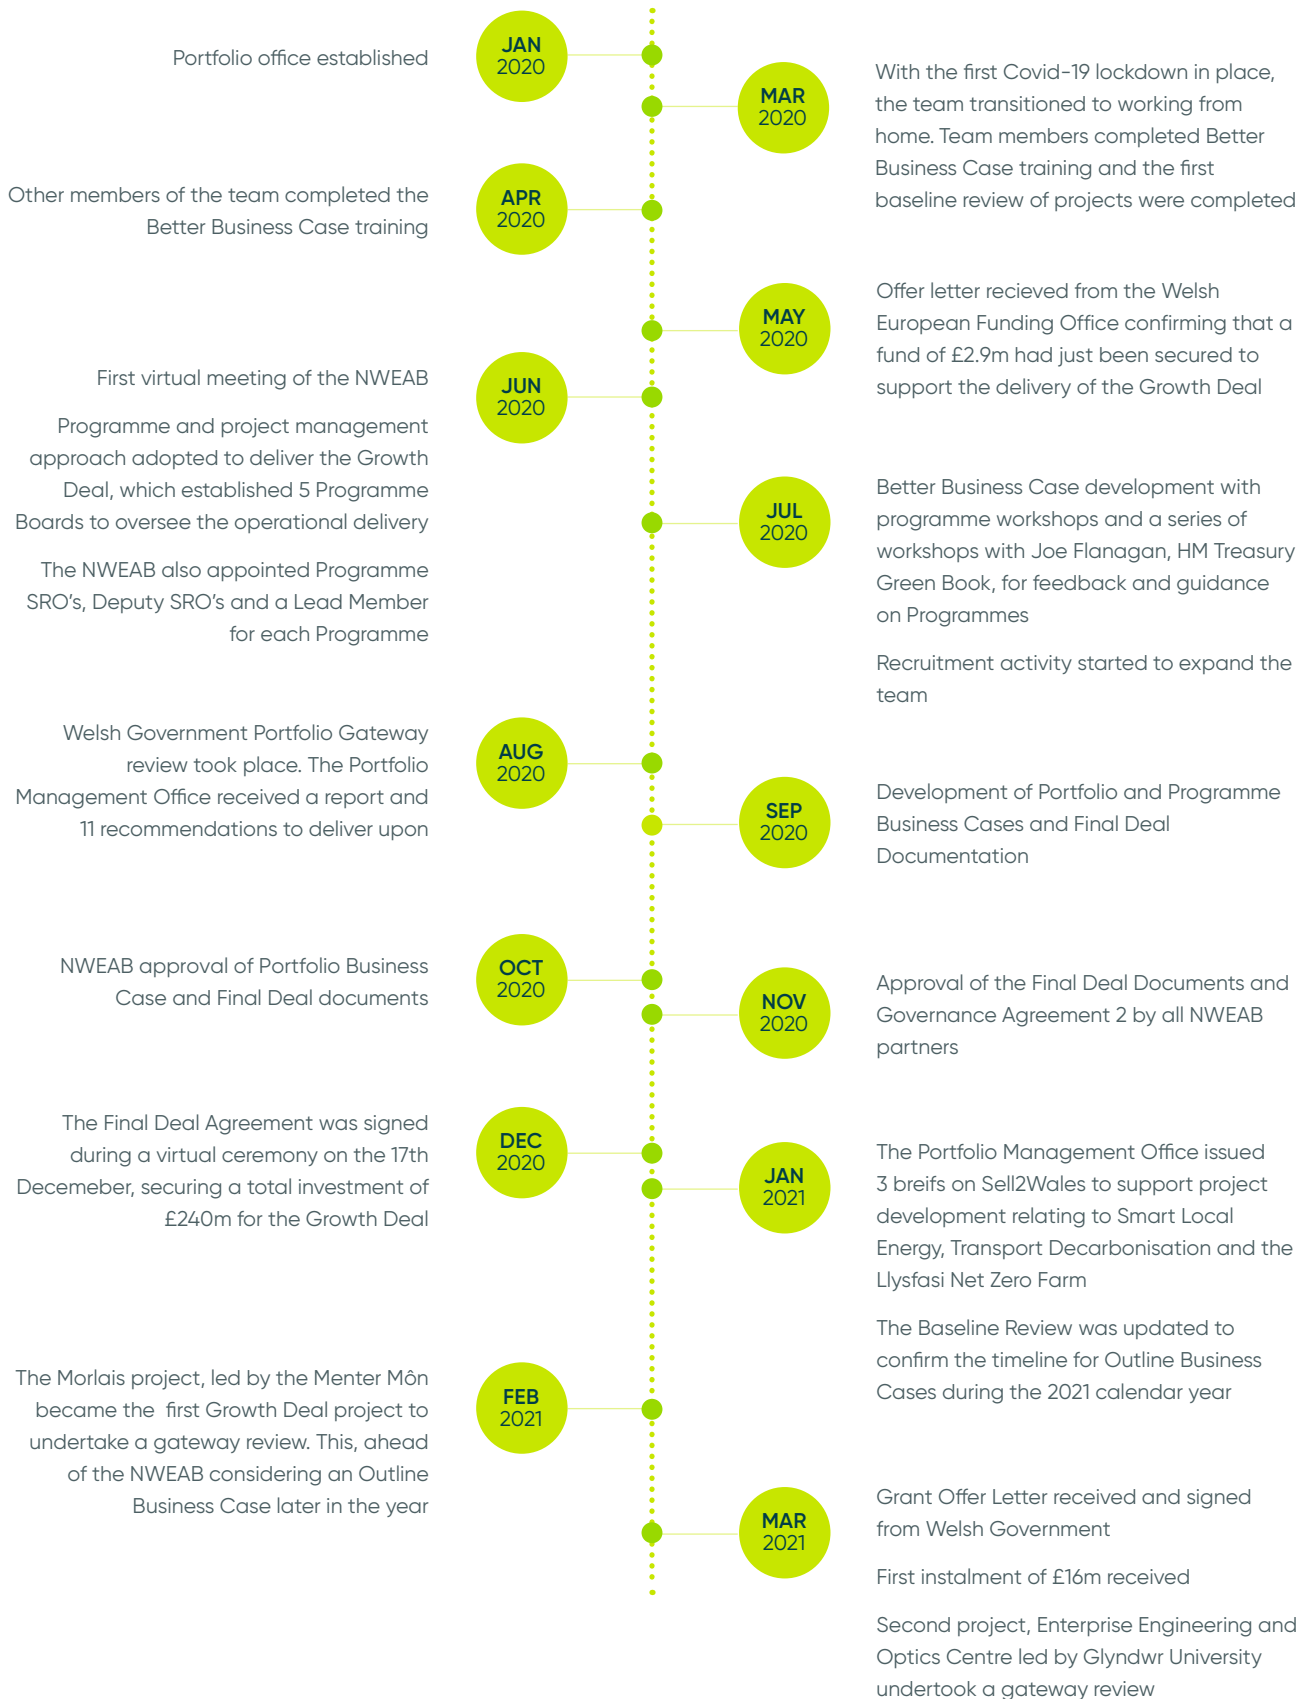 Portfolio office established
JAN
2020
MAR
2020
With the first Covid-19 lockdown in place,
the team transitioned to working from
home. Team members completed Better
Business Case training and the first
baseline review of projects were completed
Other members of the team completed the
Better Business Case training
APR
2020
MAY
2020
Offer letter recieved from the Welsh
European Funding Office confirming that a
fund of £2.9m had just been secured to
support the delivery of the Growth Deal
First virtual meeting of the NWEAB
Programme and project management
approach adopted to deliver the Growth
Deal, which established 5 Programme
Boards to oversee the operational delivery
The NWEAB also appointed Programme
SRO's, Deputy SRO's and a Lead Member
for each Programme
JUN
2020
JUL
2020
Better Business Case development with
programme workshops and a series of
workshops with Joe Flanagan, HM Treasury
Green Book, for feedback and guidance
on Programmes
Recruitment activity started to expand the
team
Welsh Government Portfolio Gateway
review took place. The Portfolio
Management Office received a report and
11 recommendations to deliver upon
AUG
2020
SEP
2020
Development of Portfolio and Programme
Business Cases and Final Deal
Documentation
NWEAB approval of Portfolio Business
Case and Final Deal documents
OCT
2020
NOV
2020
Approval of the Final Deal Documents and
Governance Agreement 2 by all NWEAB
partners
The Final Deal Agreement was signed
during a virtual ceremony on the 17th
Decemeber, securing a total investment of
£240m for the Growth Deal
DEC
2020
JAN
2021
The Portfolio Management Office issued
3 breifs on Sell2Wales to support project
development relating to Smart Local
Energy, Transport Decarbonisation and the
Llysfasi Net Zero Farm
The Baseline Review was updated to
confirm the timeline for Outline Business
Cases during the 2021 calendar year
The Morlais project, led by the Menter Môn
became the first Growth Deal project to
undertake a gateway review. This, ahead
of the NWEAB considering an Outline
Business Case later in the year
FEB
2021
MAR
2021
Grant Offer Letter received and signed
from Welsh Government
First instalment of £16m received
Second project, Enterprise Engineering and
Optics Centre led by Glyndwr University
undertook a gateway review